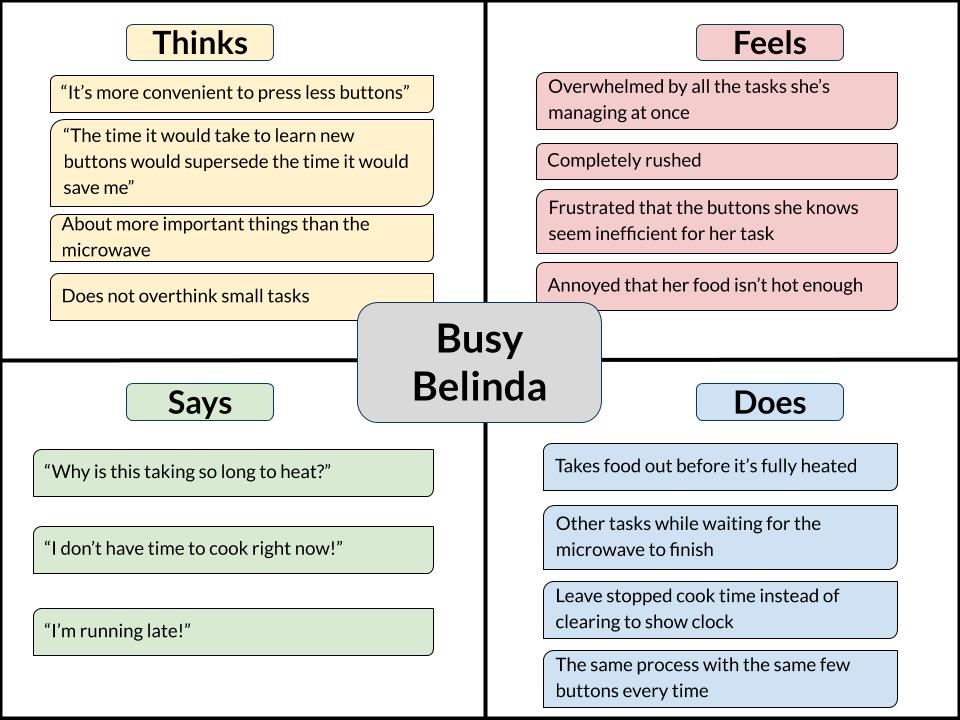 Thinks
“It’s more convenient to press less buttons”
“The time it would take to learn new
buttons would supersede the time it would
save me”
About more important things than the
microwave
Does not overthink small tasks
Feels
Overwhelmed by all the tasks she’s
managing at once
Completely rushed
Frustrated that the buttons she knows
seem inefficient for her task
Annoyed that her food isn’t hot enough
Busy
Belinda
Says
“Why is this taking so long to heat?”
“I don’t have time to cook right now!”
“I’m running late!”
Does
Takes food out before it’s fully heated
Other tasks while waiting for the
microwave to finish
Leave stopped cook time instead of
clearing to show clock
The same process with the same few
buttons every time